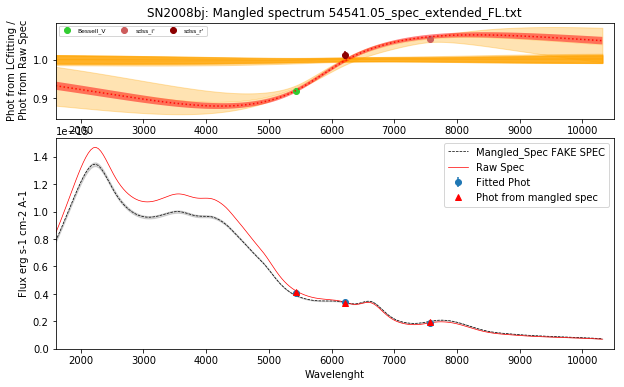 SN2008bj: Mangled spectrum 54541.05_spec_extended_FL.txt
Phot from LCfitting /
Phot from Raw Spec
1.0
0.9
Bessell_V
sdss_i'
sdss_r'
2000 3000 4000 5000 6000 7000 8000 9000 10000
1e−15
Flux erg s-1 cm-2 A-1
1.4
1.2
1.0
0.8
0.6
0.4
0.2
0.0
Mangled_Spec FAKE SPEC
Raw Spec
Fitted Phot
Phot from mangled spec
2000 3000 4000 5000 6000 7000 8000 9000 10000
Wavelenght